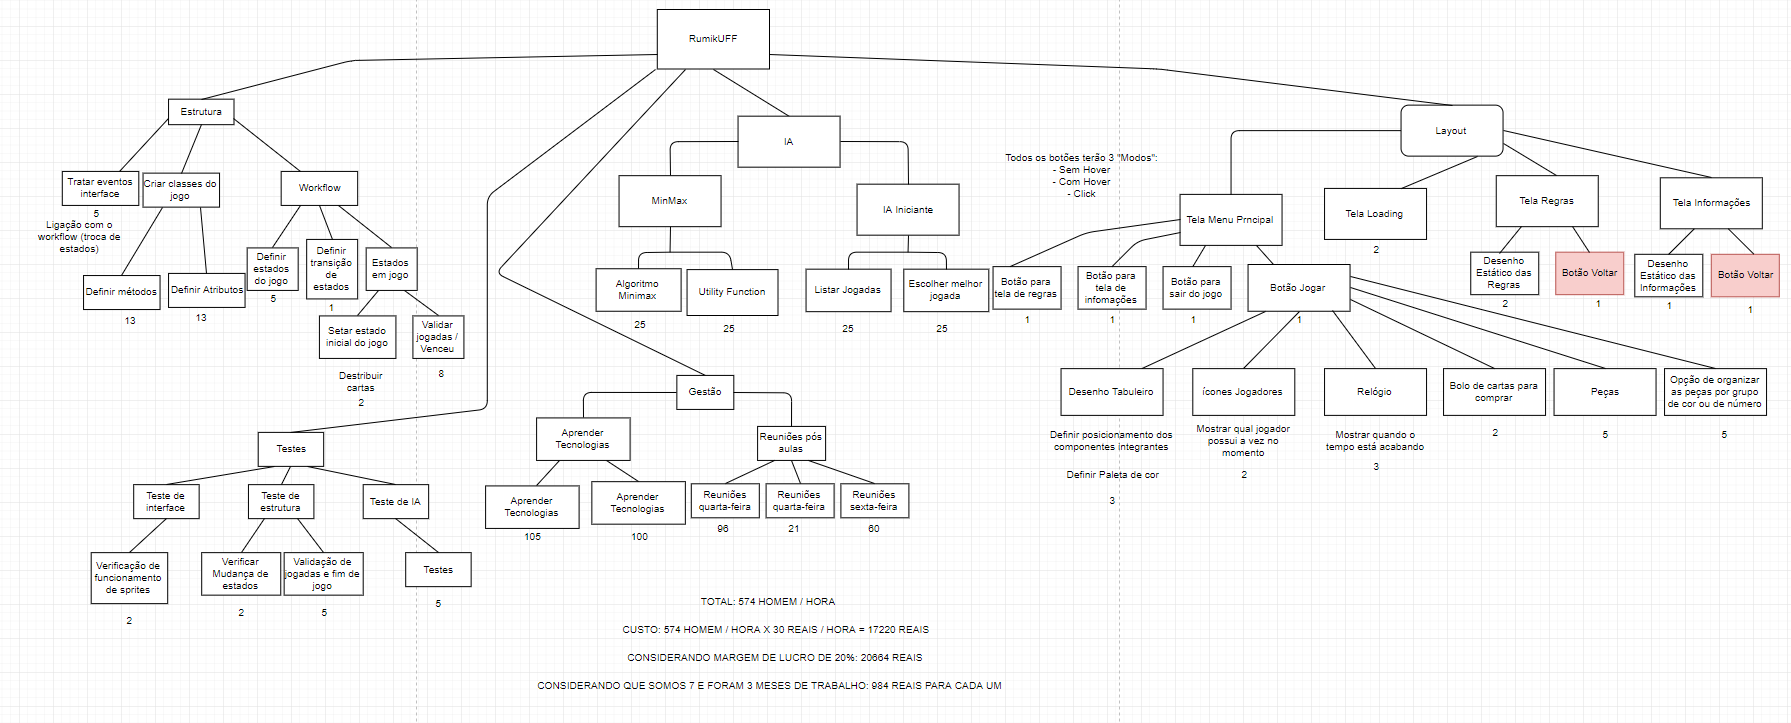 RumikUFF
Estrutura
Tratar eventos
interface
5
Ligação com o
workflow (troca de
estados)
Criar classes do
jogo
Definir métodos
13
Definir Atributos
13
Workflow
Definir
estados
do jogo
5
Definir
transição
de
estados
1
Estados
em jogo
Setar estado
inicial do jogo
Destribuir
cartas
2
Validar
jogadas /
Venceu
8
Testes
Teste de
interface
Verificação de
funcionamento
de sprites
2
Teste de
estrutura
Verificar
Mudança de
estados
2
Validação de
jogadas e fim de
jogo
5
Teste de IA
Testes
5
Gestão
Aprender
Tecnologias
Aprender
Tecnologias
105
Aprender
Tecnologias
100
Reuniões pós
aulas
Reuniões
quarta-feira
96
Reuniões
quarta-feira
21
Reuniões
sexta-feira
60
IA
MinMax
Algoritmo
Minimax
25
Utility Function
25
IA Iniciante
Listar Jogadas
25
Escolher melhor
jogada
25
Todos os botões terão 3 "Modos":
- Sem Hover
- Com Hover
- Click
Layout
Tela Menu Prncipal
Botão para
tela de regras
1
Botão para
tela de
infomações
1
Botão para
sair do jogo
1
Botão Jogar
1
Desenho Tabuleiro
Definir posicionamento dos
componentes integrantes
Definir Paleta de cor
3
ícones Jogadores
Mostrar qual jogador
possui a vez no
momento
2
Relógio
Mostrar quando o
tempo está acabando
3
Bolo de cartas para
comprar
2
Peças
5
Opção de organizar
as peças por grupo
de cor ou de número
5
Tela Loading
2
Tela Regras
Desenho
Estático das
Regras
2
Botão Voltar
1
Tela Informações
Desenho
Estático das
Informações
1
Botão Voltar
1
TOTAL: 574 HOMEM / HORA
CUSTO: 574 HOMEM / HORA X 30 REAIS / HORA = 17220 REAIS
CONSIDERANDO MARGEM DE LUCRO DE 20%: 20664 REAIS
CONSIDERANDO QUE SOMOS 7 E FORAM 3 MESES DE TRABALHO: 984 REAIS PARA CADA UM